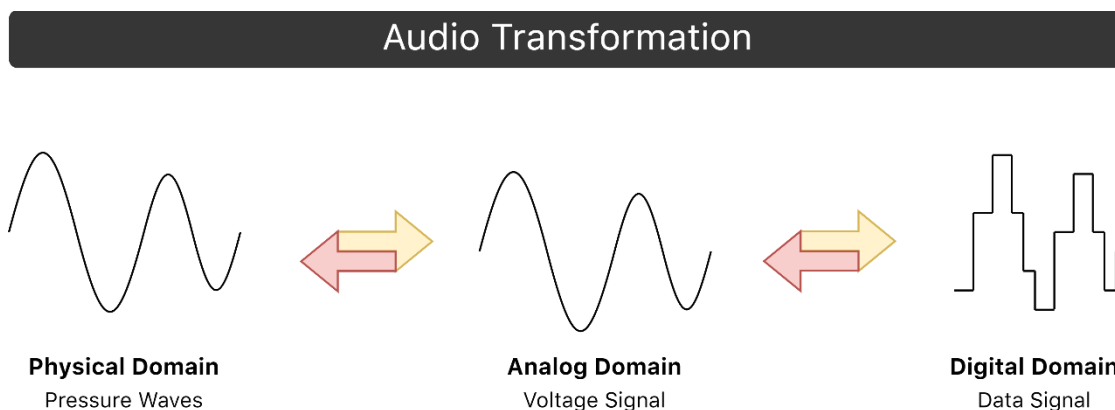 Audio Transformation
Physical Domain
Pressure Waves
Analog Domain
Voltage Signal
Digital Domain
Data Signal